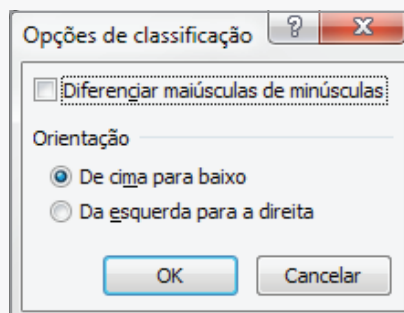 Opções de classificação
Diferenciar maiúsculas de minúsculas
Orientação
De cima para baixo
Da esquerda para a direita
OK
Cancelar